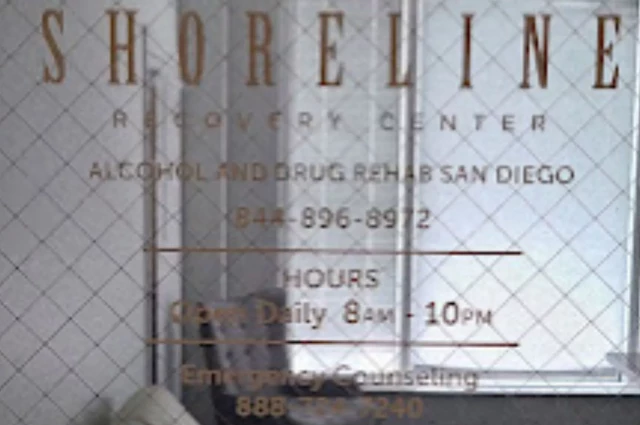 SHORELINE
RECOVERY CENTER
ALCOHOL AND DRUG REHAB SAN DIEGO
844-896-8972
HOURS
Open Daily 8AM - 10PM
Emergency Counseling